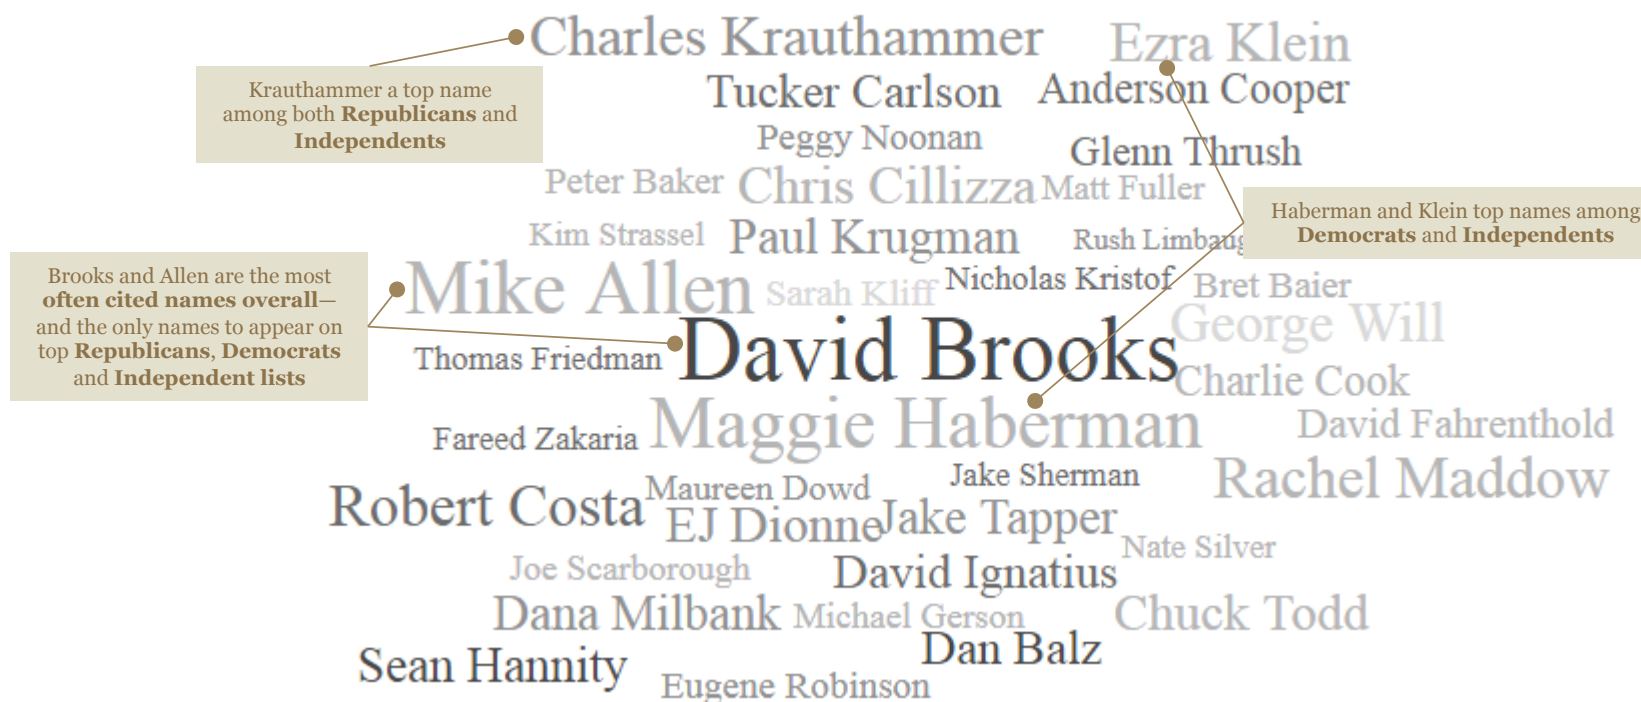 Charles Krauthammer
Ezra Klein
Krauthammer a top name
among both Republicans and
Independents
Tucker Carlson
Anderson Cooper
Peggy Noonan
Glenn Thrush
Peter Baker
Chris Cillizza
Matt Fuller
Haberman and Klein top names among
Democrats and Independents
Kim Strassel
Paul Krugman
Rush Limbaug
Brooks and Allen are the most
often cited names overall—
and the only names to appear on
top Republicans, Democrats
and Independent lists
Mike Allen
Sarah Kliff
Nicholas Kristof
Bret Baier
George Will
David Brooks
Thomas Friedman
Charlie Cook
Maggie Haberman
David Fahrenthold
Fareed Zakaria
Jake Sherman
Rachel Maddow
Robert Costa
Maureen Dowd
EJ Dionne
Jake Tapper
Nate Silver
Joe Scarborough
David Ignatius
Dana Milbank
Michael Gerson
Chuck Todd
Dan Balz
Sean Hannity
Eugene Robinson